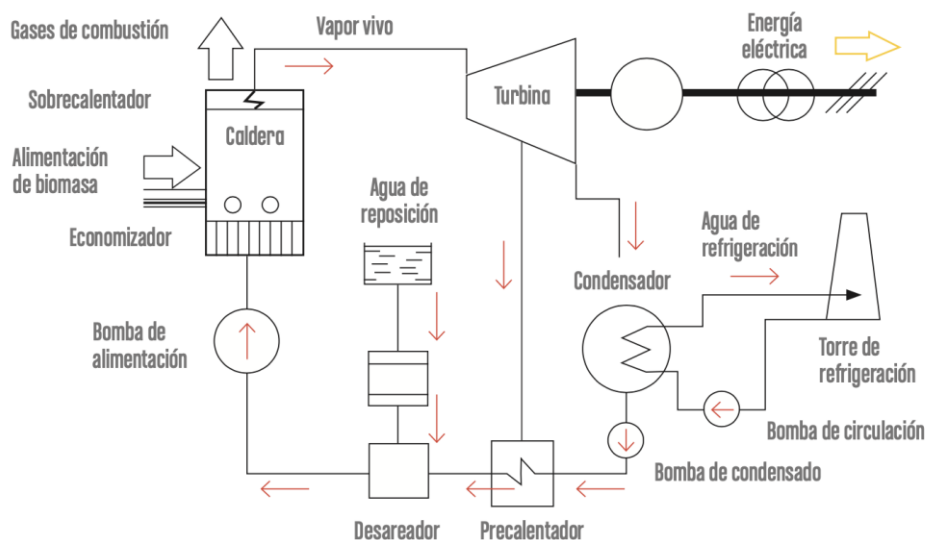 Gases de combustión
Vapor vivo
Energía
eléctrica
Sobrecalentador
Caldera
Turbina
Alimentación
de biomasa
Agua de
reposición
Economizador
Agua de
refrigeración
Condensador
Bomba de
alimentación
Torre de
refrigeración
Bomba de circulación
Bomba de condensado
Desareador
Precalentador